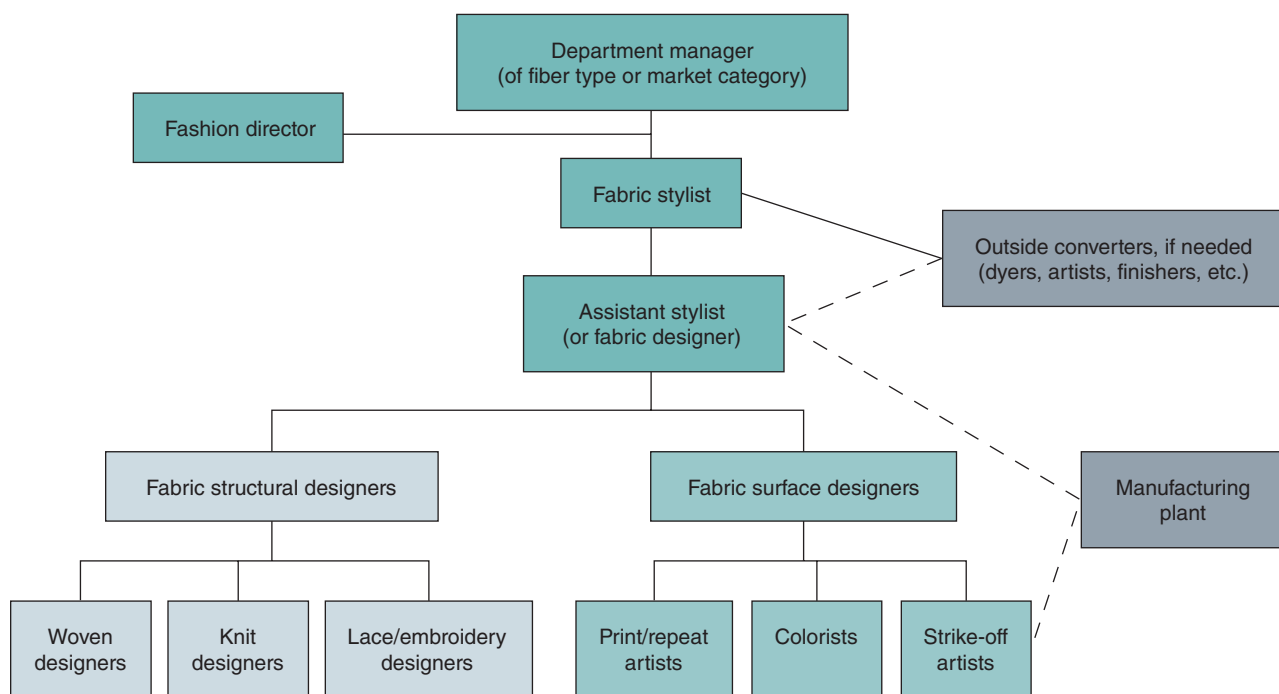 Department manager
(of fiber type or market category)
Fashion director
Fabric stylist
Outside converters, if needed
(dyers, artists, finishers, etc.)
Assistant stylist
(or fabric designer)
Fabric structural designers
Fabric surface designers
Manufacturing
plant
Woven
designers
Knit
designers
Lace/embroidery
designers
Print/repeat
artists
Colorists
Strike-off
artists